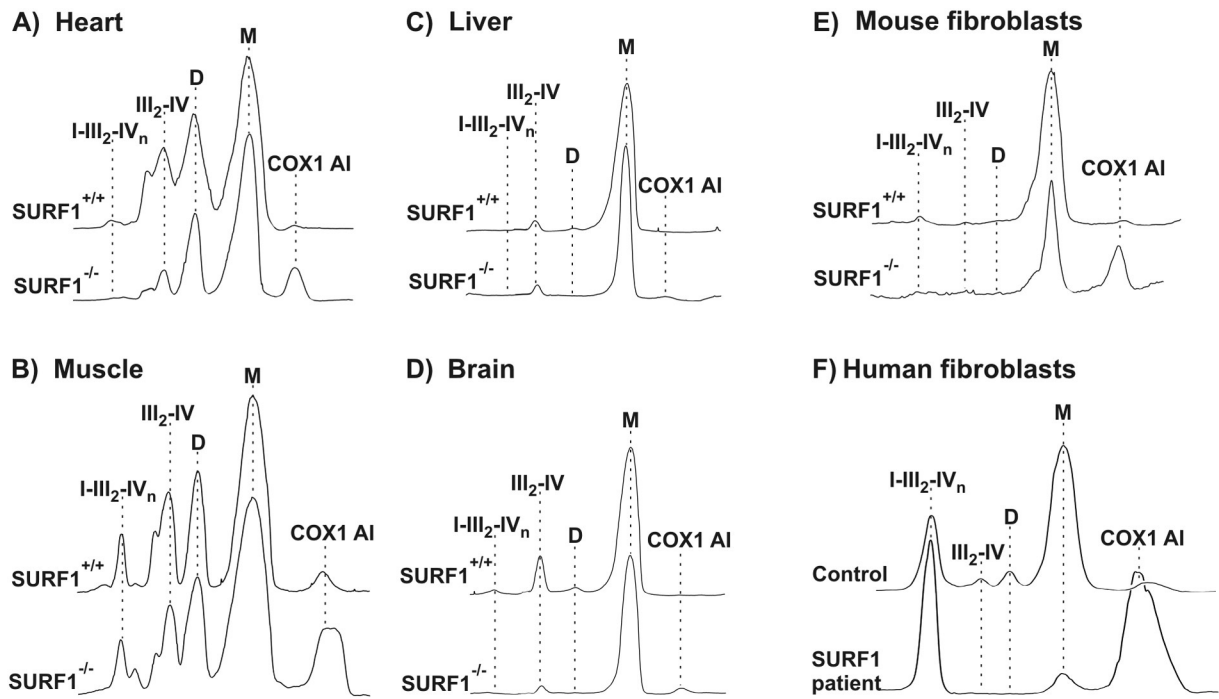 A) Heart
M
D
III2-IV
I-III2-IVn
COX1 AI
SURF1+/+
SURF1-/-
B) Muscle
M
III2-IV
D
I-III2-IVn
COX1 AI
SURF1+/+
SURF1-/-
C) Liver
M
III2-IV
I-III2-IVn
D
COX1 AI
SURF1+/+
SURF1-/-
D) Brain
M
III2-IV
I-III2-IVn
D
COX1 AI
SURF1+/+
SURF1-/-
E) Mouse fibroblasts
M
III2-IV
I-III2-IVn
D
COX1 AI
SURF1+/+
SURF1-/-
F) Human fibroblasts
M
I-III2-IVn
D
III2-IV
COX1
AI
Control
SURF1
patient